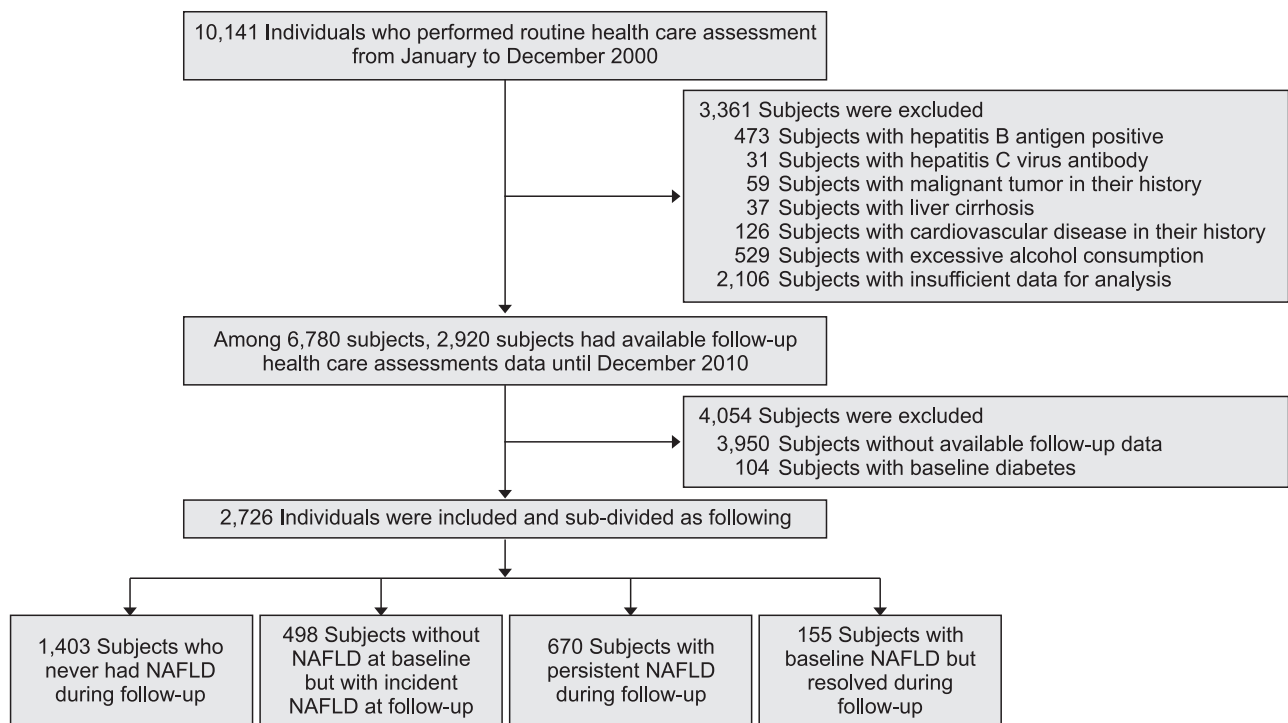 10,141 Individuals who performed routine health care assessment
from January to December 2000
3,361 Subjects were excluded
473 Subjects with hepatitis B antigen positive
31 Subjects with hepatitis C virus antibody
59 Subjects with malignant tumor in their history
37 Subjects with liver cirrhosis
126 Subjects with cardiovascular disease in their history
529 Subjects with excessive alcohol consumption
2,106 Subjects with insufficient data for analysis
Among 6,780 subjects, 2,920 subjects had available follow-up
health care assessments data until December 2010
4,054 Subjects were excluded
3,950 Subjects without available follow-up data
104 Subjects with baseline diabetes
2,726 Individuals were included and sub-divided as following
1,403 Subjects who
never had NAFLD
during follow-up
498 Subjects without
NAFLD at baseline
but with incident
NAFLD at follow-up
670 Subjects with
persistent NAFLD
during follow-up
155 Subjects with
baseline NAFLD but
resolved during
follow-up